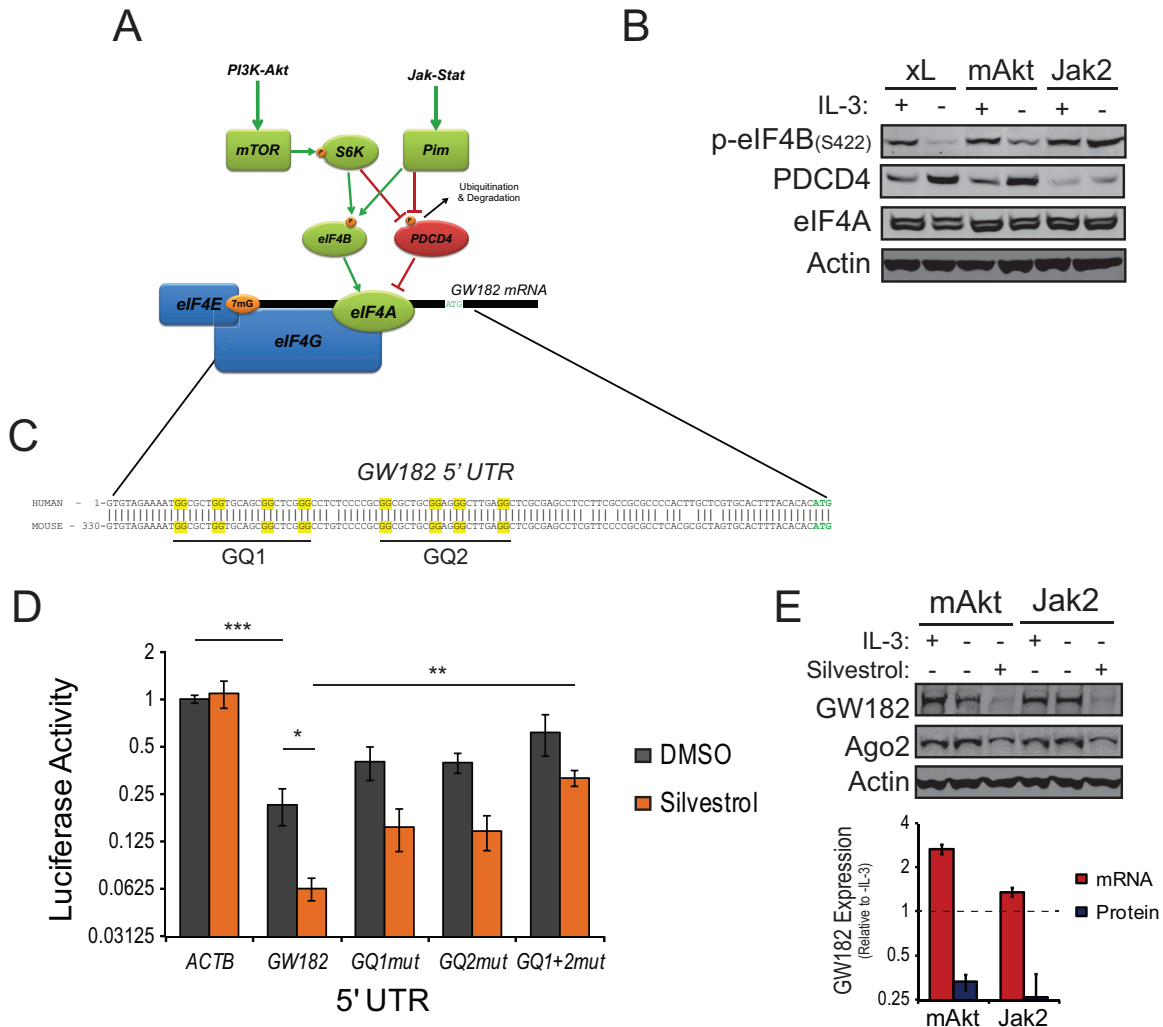 A
PI3K-Akt
Jak-Stat
mTOR
P
S6K
Pim
Ubiquitination
& Degradation
P
P
eIF4B
PDCD4
GW182 mRNA
eIF4E
7mG
eIF4A
ATG
eIF4G
B
xL mAkt Jak2
IL-3: + - + - + -
p-eIF4B(S422)
PDCD4
eIF4A
Actin
C
GW182 5' UTR
HUMAN - 1-GTGTAGAAAATGGCGCTGGTGCAGCGGCTCGGGCCTCTCCCCGCGGCGCTGCGGAGGGCTTGAGGCTCGCGAGCCTCCTTCGCCGCGCCCCACTTGCTCGTGCACTTTACACACATG
MOUSE - 330-GTGTAGAAAATGGCGCTGGTGCAGCGGCTCGGGCCTGTCCCCGCGGCGCTGCGGAGGGCTTGAGGCTCGCGAGCCTCGTTCCCCGCGCCTCACGCGCTAGTGCACTTTACACACATG
GQ1
GQ2
D
***
**
*
2
1
0.5
0.25
0.125
0.0625
0.03125
Luciferase Activity
DMSO
Silvestrol
ACTB GW182 GQ1mut GQ2mut GQ1+2mut
5' UTR
E
mAkt Jak2
IL-3: + - - + - -
Silvestrol: - - + - - +
GW182
Ago2
Actin
4
2
1
0.5
0.25
GW182 Expression
(Relative to -IL-3)
mRNA
Protein
mAkt Jak2